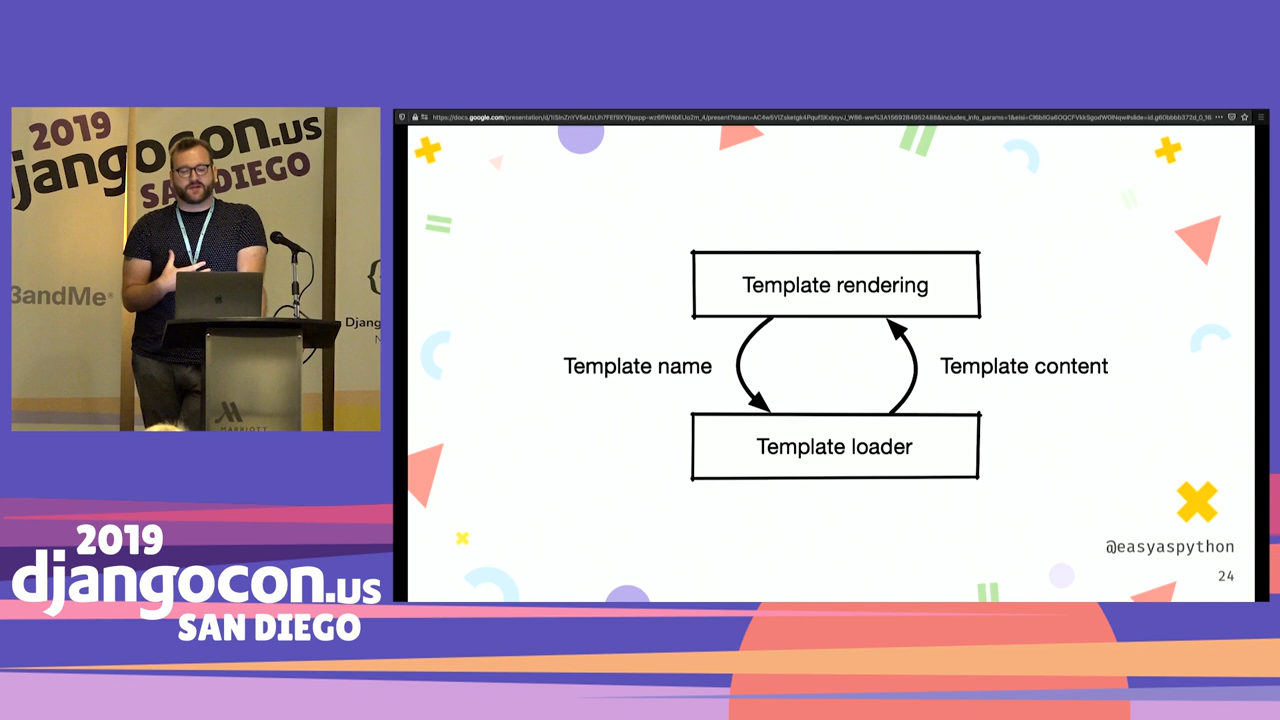 2019
djangocon.us
SAN DIEGO
3andMe
Djang
MARRIOTT
2019
djangocon.us
SAN DIEGO
Template rendering
Template name
Template content
Template loader
@easyaspython
24